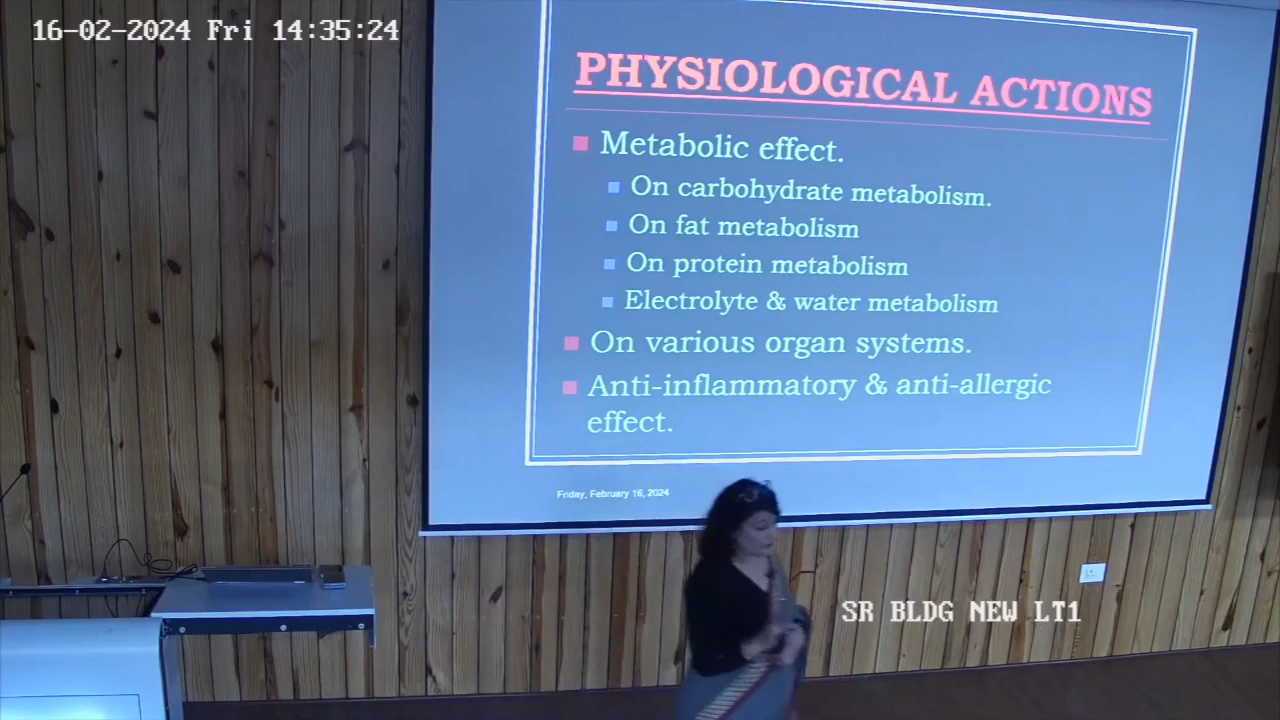 16-02-2024 Fri 14:35:24
PHYSIOLOGICAL ACTIONS
Metabolic effect.
On carbohydrate metabolism.
On fat metabolism
On protein metabolism
Electrolyte & water metabolism
On various organ systems.
Anti-inflammatory & anti-allergic
effect.
Friday, February 16, 2024
SR BLDG NEW LT1